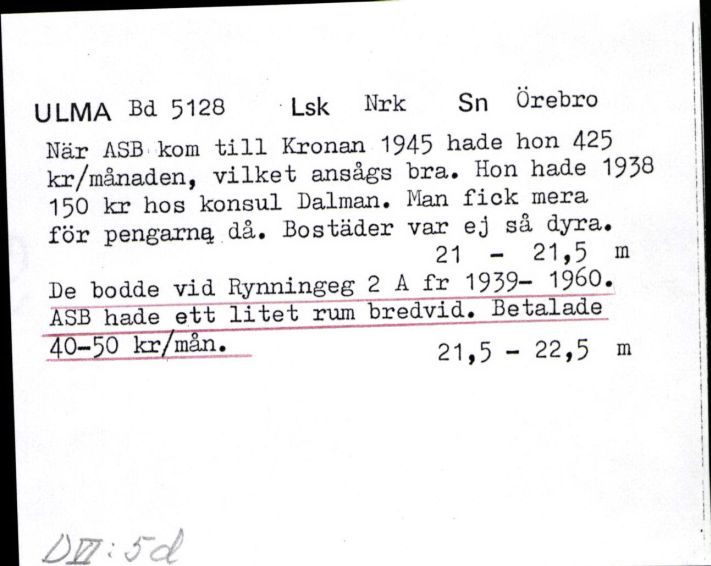 ULMA Bd 5128 Lsk Nrk Sn Örebro
När ASB kom till Kronan 1945 hade hon 425
kr/månaden, vilket ansågs bra. Hon hade 1938
150 kr hos konsul Dalman. Man fick mera
för pengarna då. Bostäder var ej så dyra.
21 - 21,5 m
De bodde vid Rynningeg 2 A fr 1939- 1960.
ASB hade ett litet rum bredvid. Betalade
40-50 kr/mån.
21,5 - 22,5 m
DVI:5d